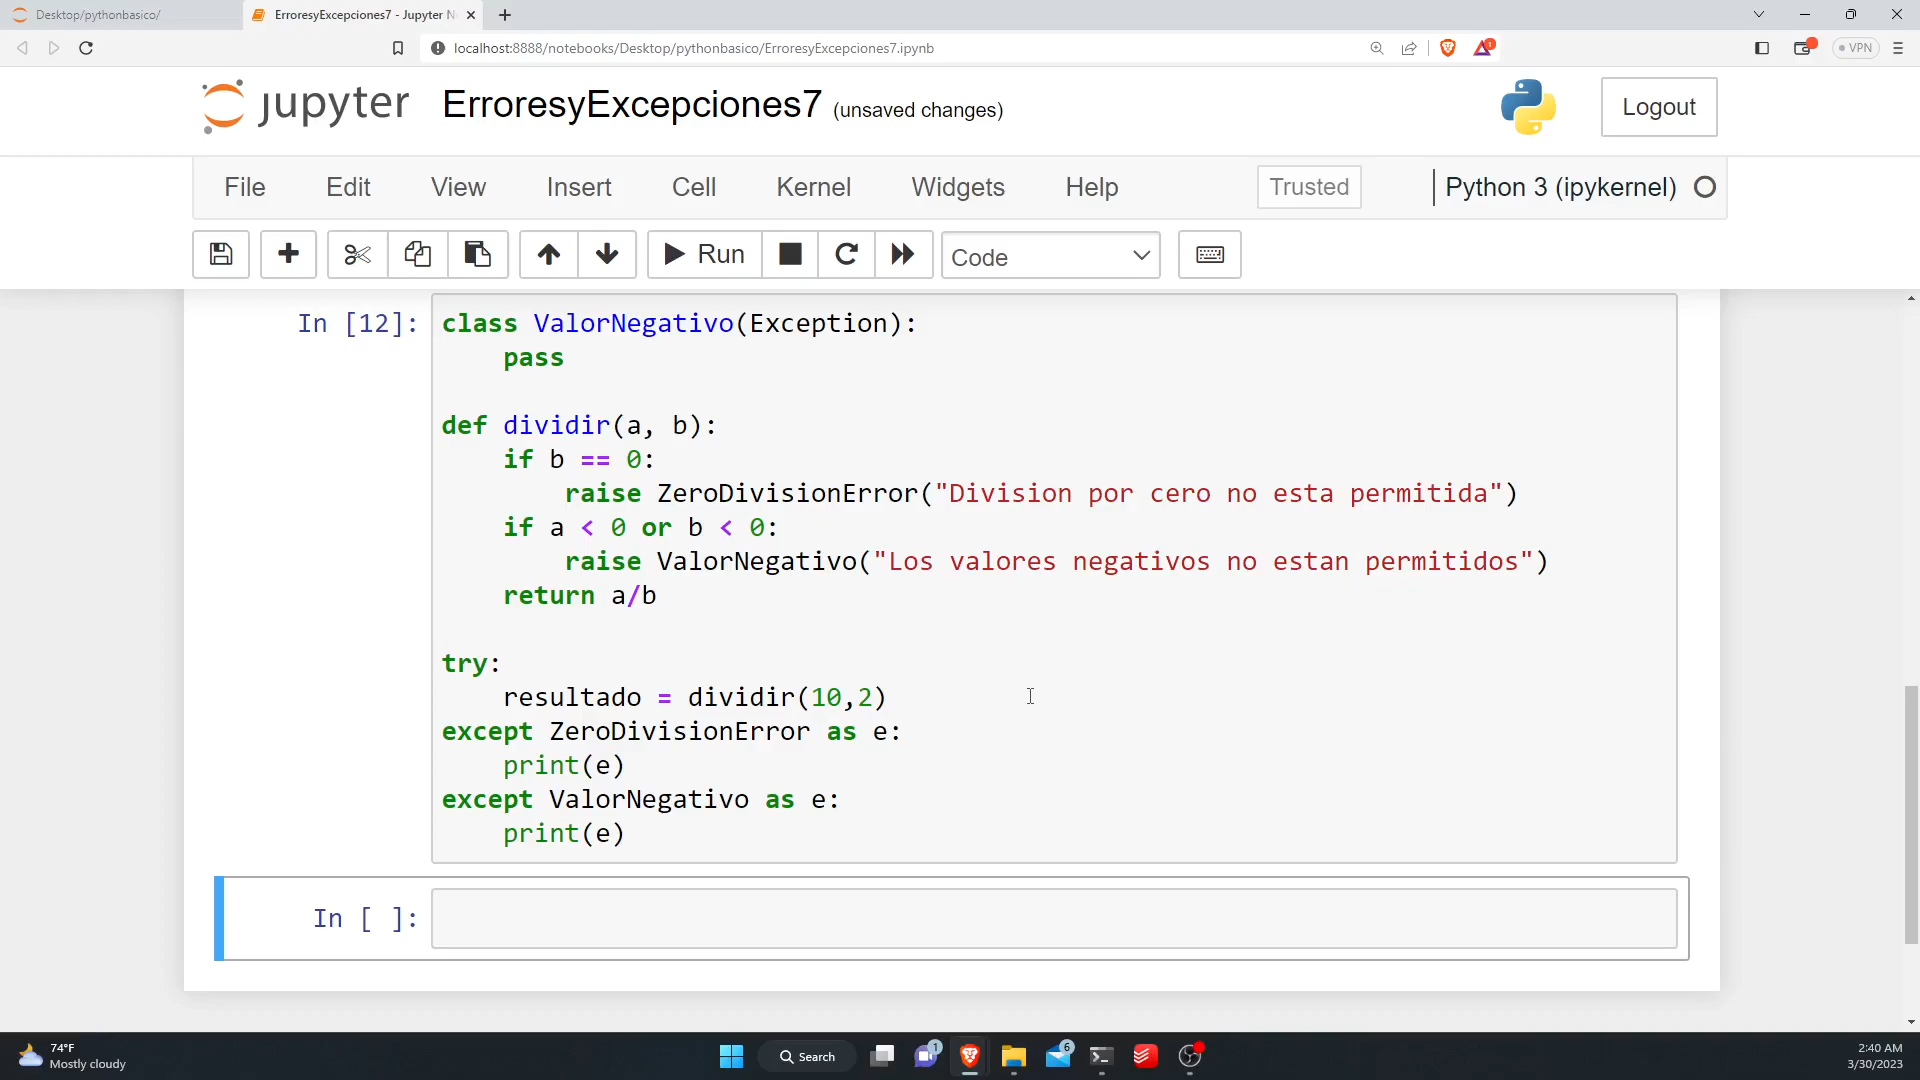 Desktop/pythonbasico/
ErroresyExcepciones7 - Jupyter N
localhost:8888/notebooks/Desktop/pythonbasico/ErroresyExcepciones7.ipynb
1
VPN
jupyter ErroresyExcepciones7 (unsaved changes)
Logout
File Edit View Insert Cell Kernel Widgets Help
Trusted
Python 3 (ipykernel)
Run
Code
In [12]:
class ValorNegativo(Exception):
    pass
def dividir(a, b):
    if b == 0:
        raise ZeroDivisionError("Division por cero no esta permitida")
    if a < 0 or b < 0:
        raise ValorNegativo("Los valores negativos no estan permitidos")
    return a/b
try:
    resultado = dividir(10,2)
except ZeroDivisionError as e:
    print(e)
except ValorNegativo as e:
    print(e)
In [ ]:
74°F
Mostly cloudy
Search
1
6
2:40 AM
3/30/2023